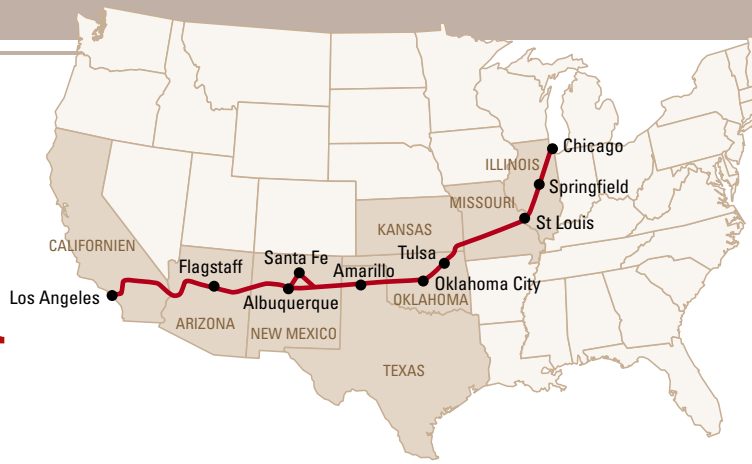 Chicago
ILLINOIS
Springfield
MISSOURI
St Louis
KANSAS
CALIFORNIEN
Tulsa
Santa Fe
Flagstaff
Amarillo
Oklahoma City
Los Angeles
Albuquerque
OKLAHOMA
ARIZONA
NEW MEXICO
TEXAS